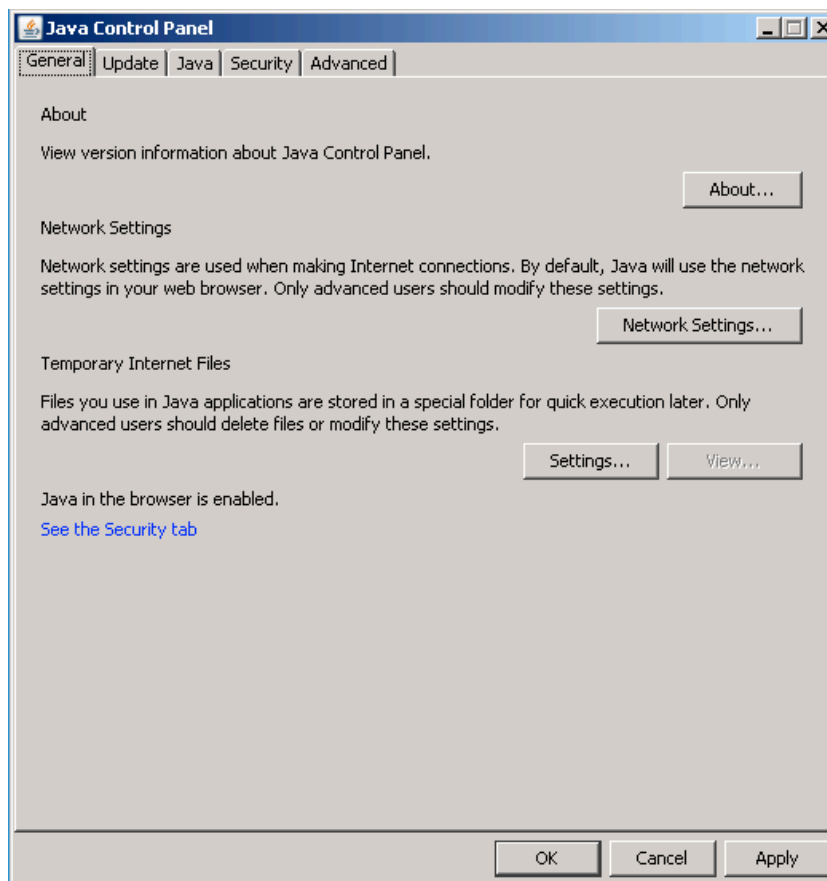 Java Control Panel
General Update Java Security Advanced
About
View version information about Java Control Panel.
About...
Network Settings
Network settings are used when making Internet connections. By default, Java will use the network
settings in your web browser. Only advanced users should modify these settings.
Network Settings...
Temporary Internet Files
Files you use in Java applications are stored in a special folder for quick execution later. Only
advanced users should delete files or modify these settings.
Settings... View...
Java in the browser is enabled.
See the Security tab
OK Cancel Apply